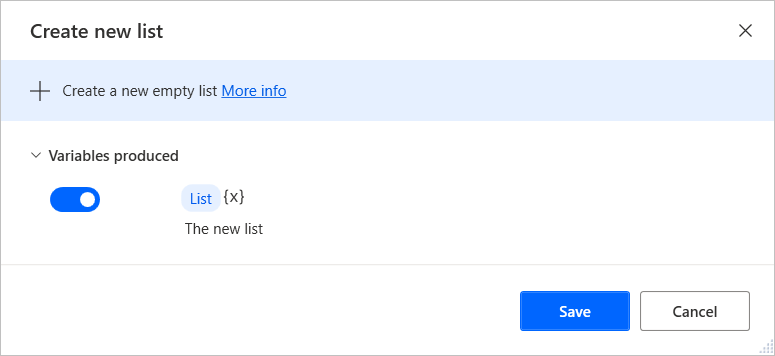 Create new list
Create a new empty list More info
Variables produced
List {x}
The new list
Save Cancel